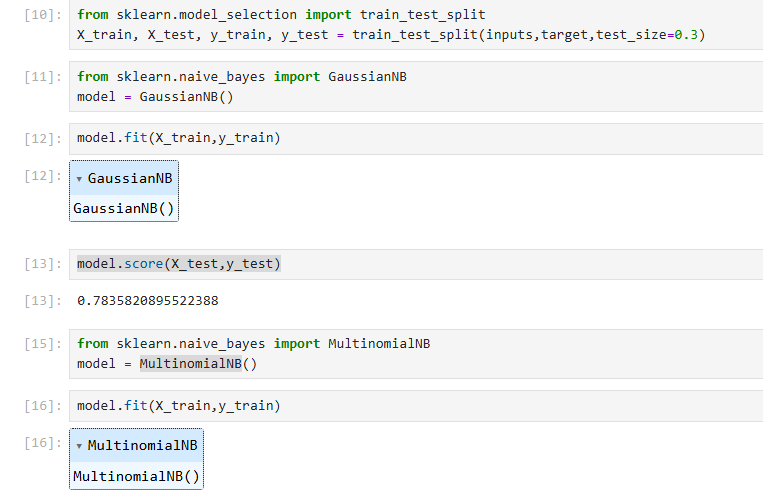 [10]: from sklearn.model_selection import train_test_split
X_train, X_test, y_train, y_test = train_test_split(inputs,target,test_size=0.3)
[11]: from sklearn.naive_bayes import GaussianNB
model = GaussianNB()
[12]: model.fit(X_train,y_train)
[12]: ▾ GaussianNB
GaussianNB()
[13]: model.score(X_test,y_test)
[13]: 0.7835820895522388
[15]: from sklearn.naive_bayes import MultinomialNB
model = MultinomialNB()
[16]: model.fit(X_train,y_train)
[16]: ▾ MultinomialNB
MultinomialNB()